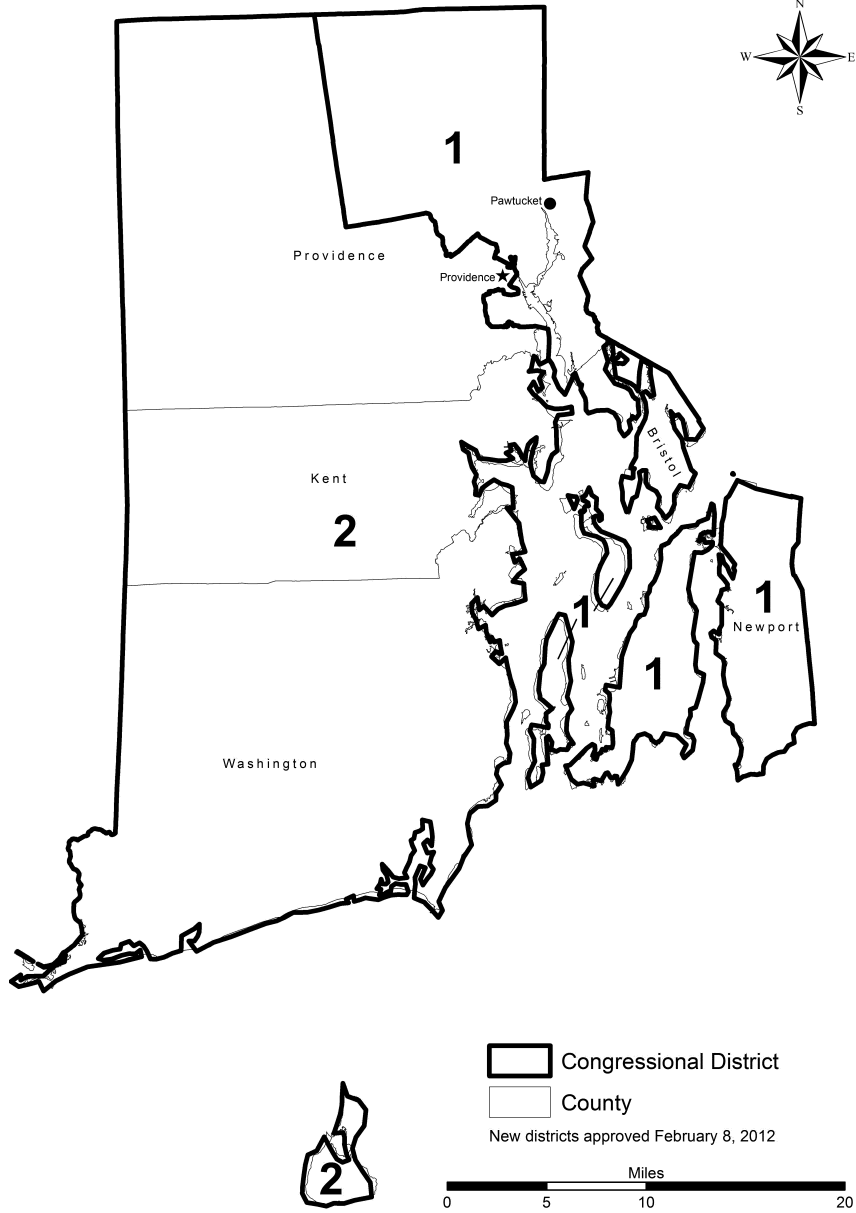 N
W E
S
1
Pawtucket
Providence
Providence
Bristol
Kent
2
1
1
Newport
1
Washington
Congressional District
County
New districts approved February 8, 2012
2
Miles
0 5 10 20